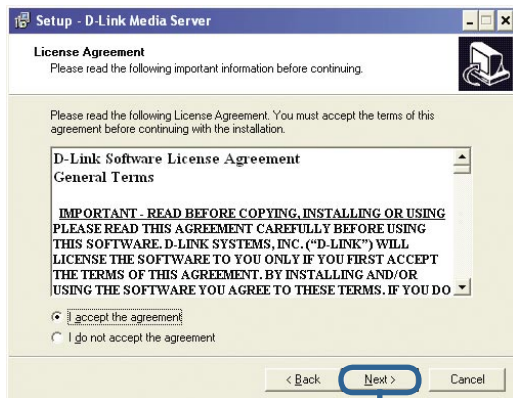 Setup - D-Link Media Server
License Agreement
Please read the following important information before continuing.
Please read the following License Agreement. You must accept the terms of this
agreement before continuing with the installation.
D-Link Software License Agreement
General Terms
IMPORTANT - READ BEFORE COPYING, INSTALLING OR USING
PLEASE READ THIS AGREEMENT CAREFULLY BEFORE USING
THIS SOFTWARE. D-LINK SYSTEMS, INC. ("D-LINK") WILL
LICENSE THE SOFTWARE TO YOU ONLY IF YOU FIRST ACCEPT
THE TERMS OF THIS AGREEMENT. BY INSTALLING AND/OR
USING THE SOFTWARE YOU AGREE TO THESE TERMS. IF YOU DO
I accept the agreement
I do not accept the agreement
< Back Next > Cancel